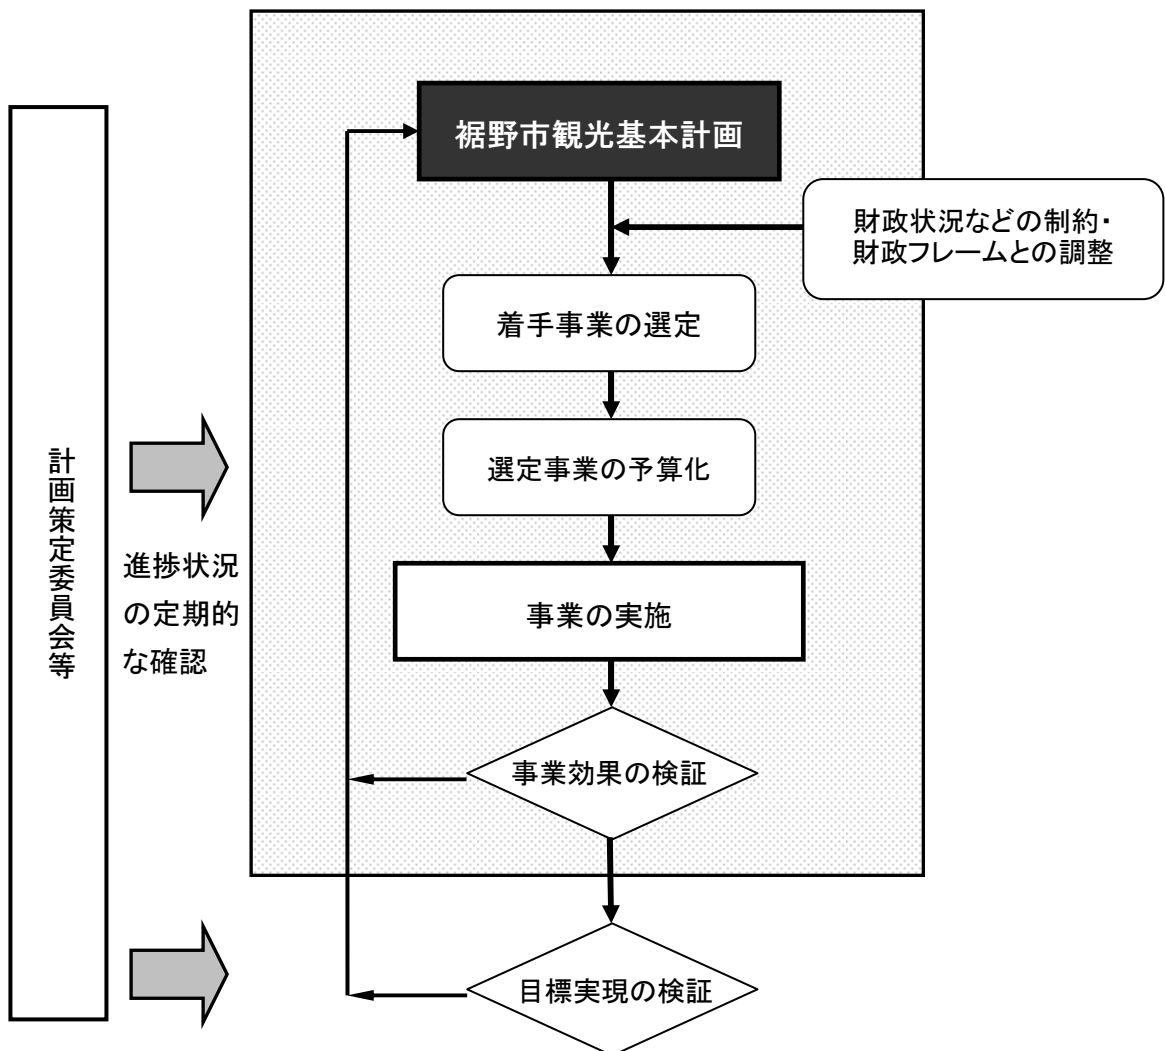 裾野市観光基本計画
財政状況などの制約・
財政フレームとの調整
着手事業の選定
選定事業の予算化
計画策定委員会等
進捗状況
の定期的
な確認
事業の実施
事業効果の検証
目標実現の検証